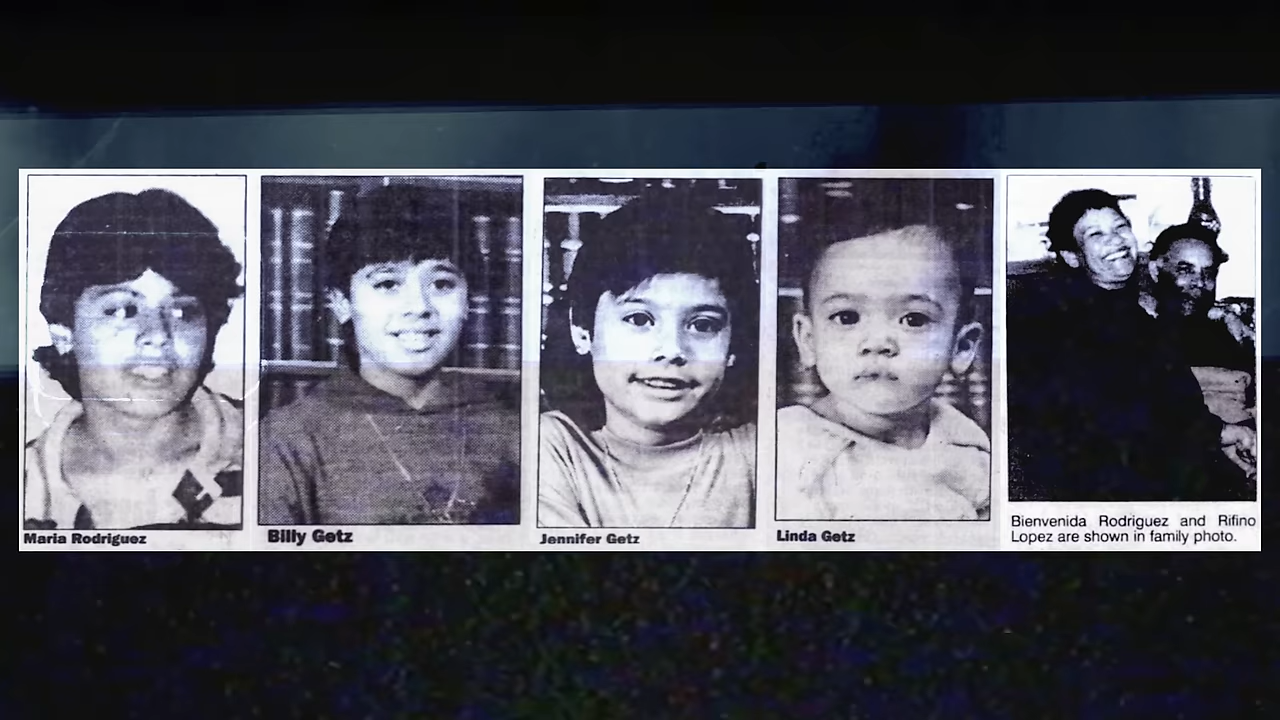 Maria Rodriguez
Billy Getz
Jennifer Getz
Linda Getz
Bienvenida Rodriguez and Rifino
Lopez are shown in family photo.